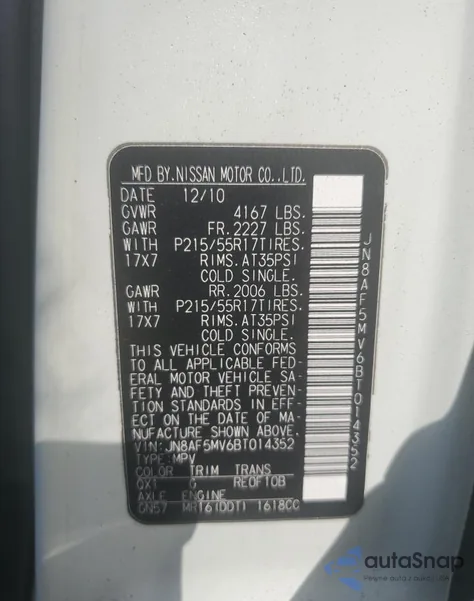 MFD BY.NISSAN MOTOR CO.,LTD.
DATE 12/10
GVWR 4167 LBS.
GAWR FR.2227 LBS.
WITH P215/55R17TIRES.
17X7 RIMS.AT35PSI
COLD SINGLE.
GAWR RR.2006 LBS.
WITH P215/55R17TIRES.
17X7 RIMS.AT35PSI
COLD SINGLE.
THIS VEHICLE CONFORMS
TO ALL APPLICABLE FED-
ERAL MOTOR VEHICLE SA-
FETY AND THEFT PREVEN-
TION STANDARDS IN EFF-
ECT ON THE DATE OF MA-
NUFACTURE SHOWN ABOVE.
VIN:JN8AF5MV6BT014352
TYPE:MPV
COLOR TRIM TRANS
QX1 G RE0F10B
AXLE ENGINE
GN57 MR16(DDT) 1618CC
JN8AF5MV6BT014352
autaSnap